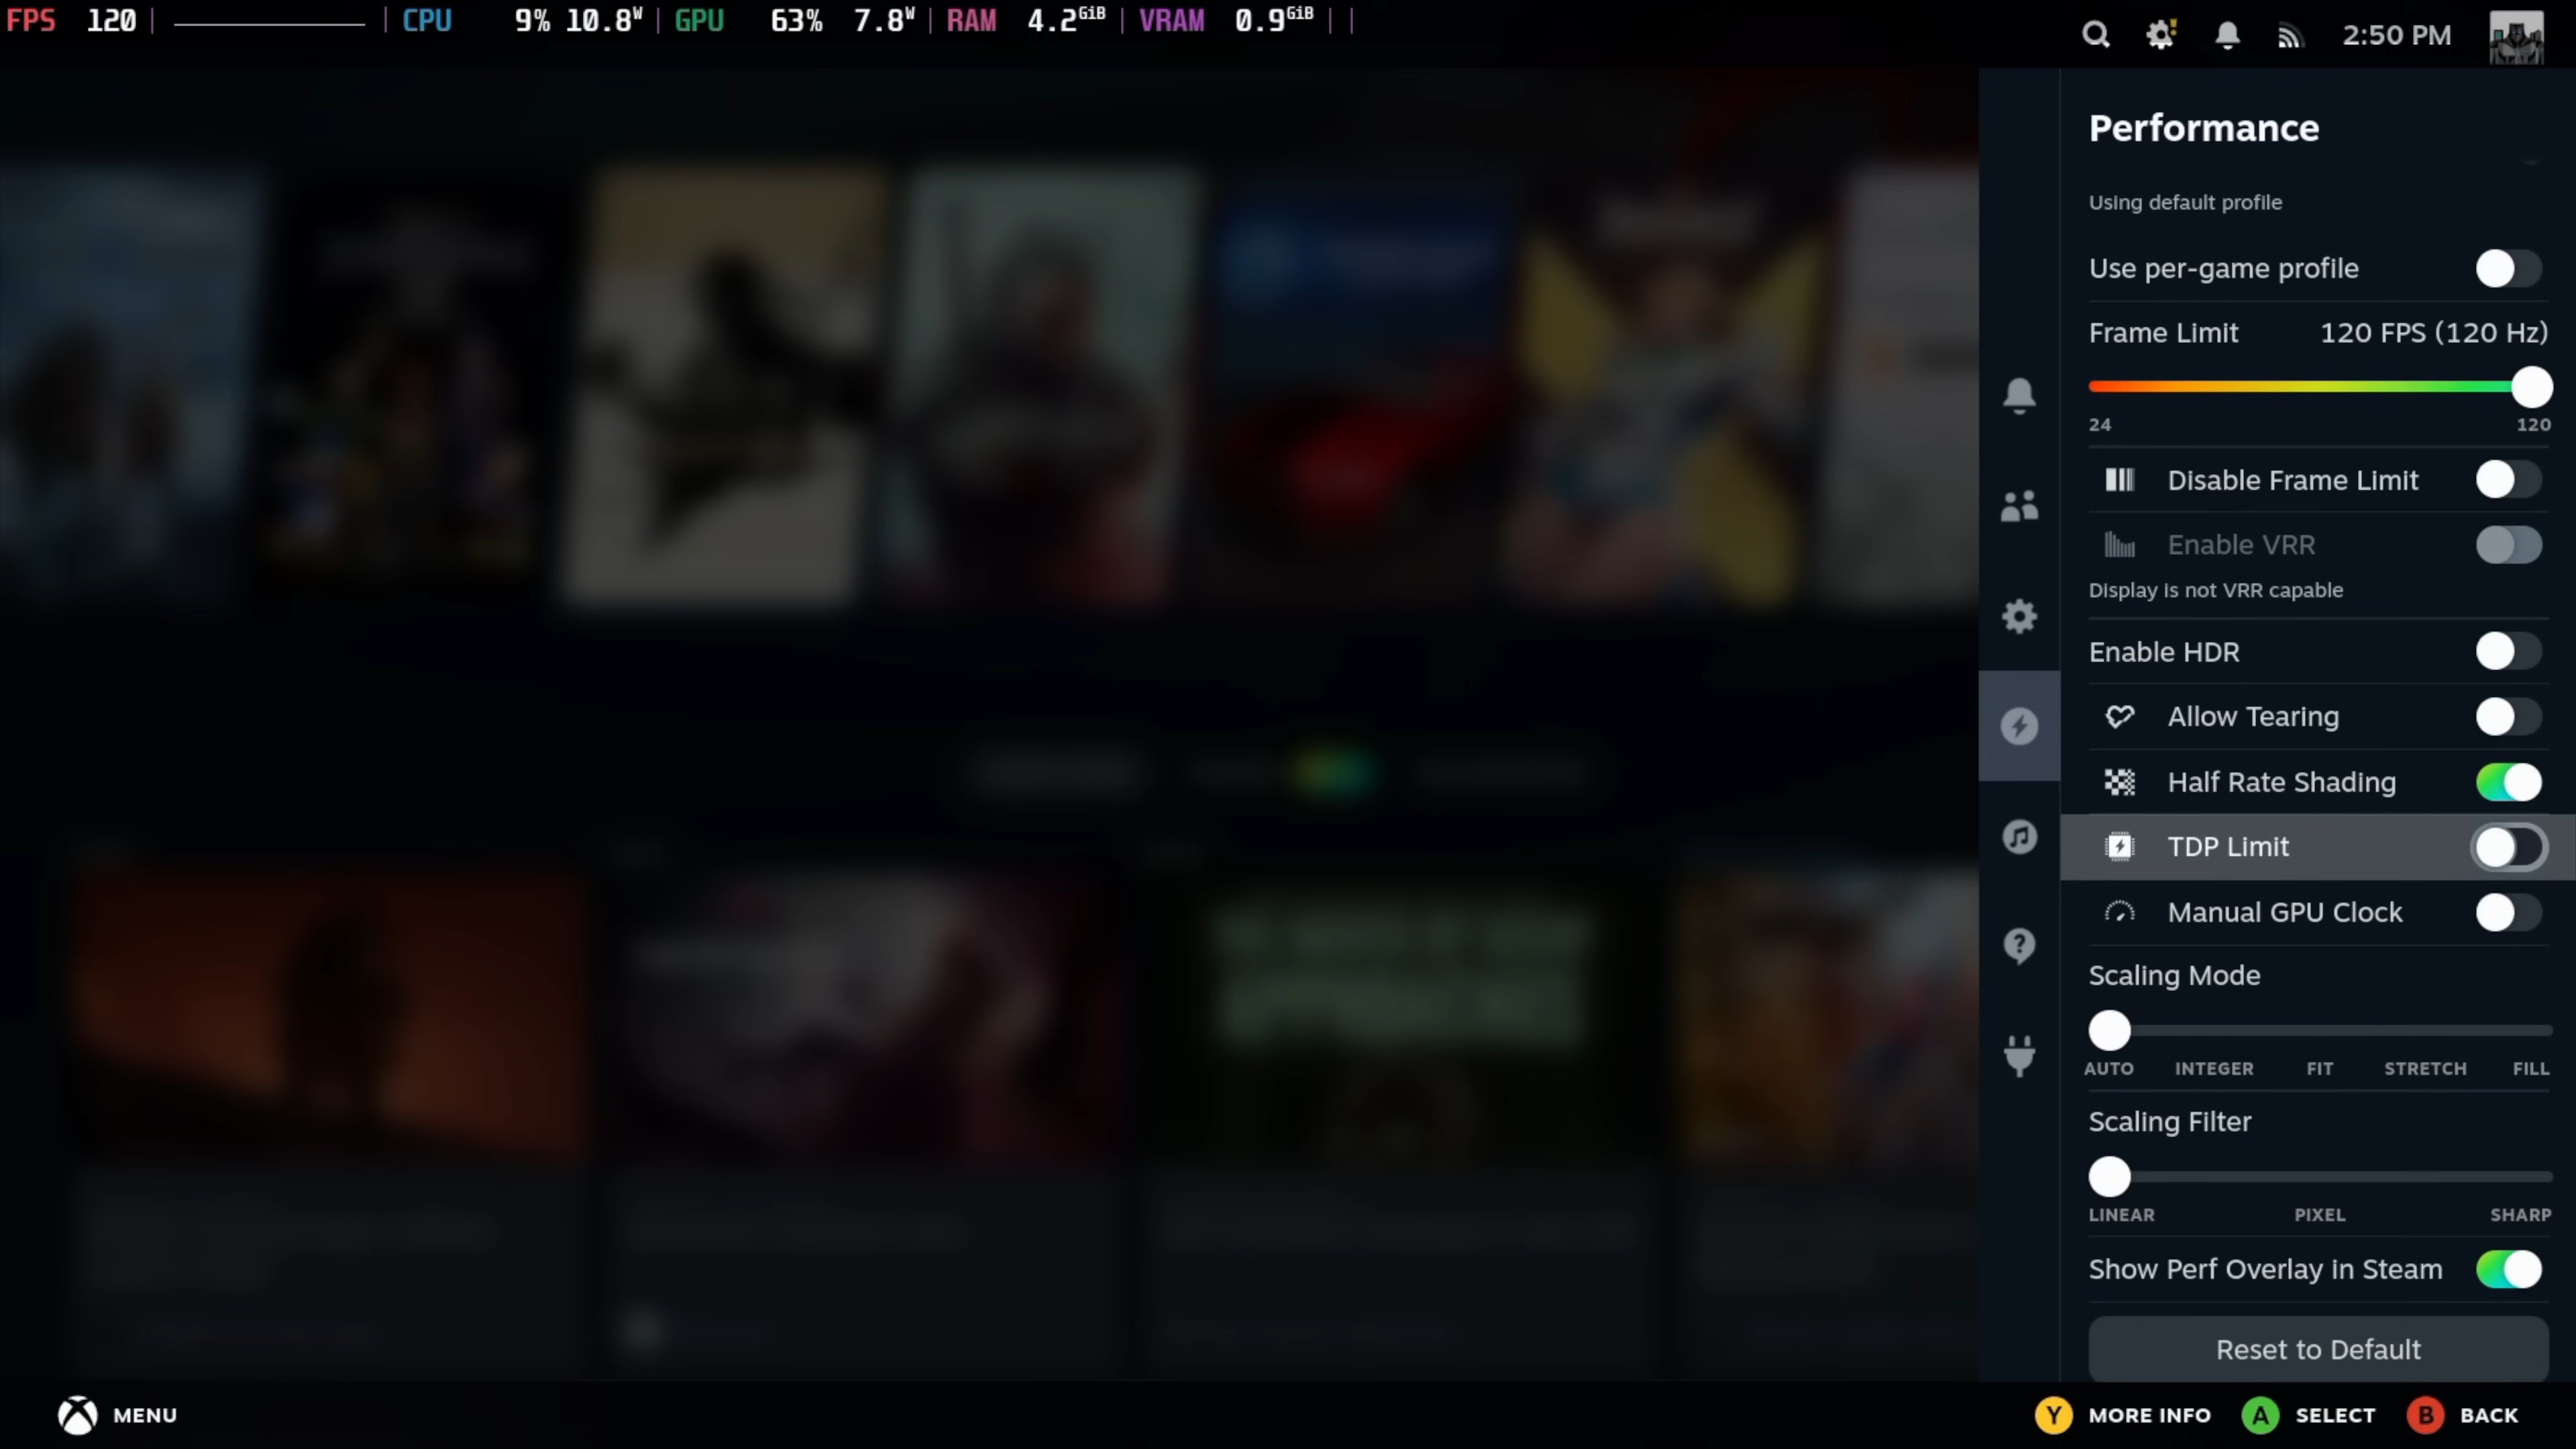 FPS 120 CPU 9% 10.8W GPU 63% 7.8W RAM 4.2GiB VRAM 0.9GiB
2:50 PM
Performance
Using default profile
Use per-game profile
Frame Limit 120 FPS (120 Hz)
24 120
Disable Frame Limit
Enable VRR
Display is not VRR capable
Enable HDR
Allow Tearing
Half Rate Shading
TDP Limit
Manual GPU Clock
Scaling Mode
AUTO INTEGER FIT STRETCH FILL
Scaling Filter
LINEAR PIXEL SHARP
Show Perf Overlay in Steam
Reset to Default
MENU
Y MORE INFO A SELECT B BACK